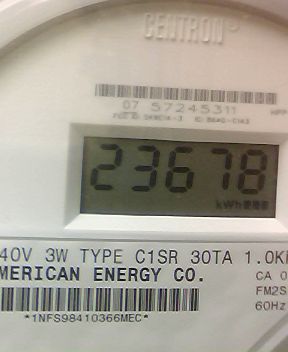 CENTRON
07 57245311
23678
kWh
40V 3W TYPE C1SR 30TA 1.0K
MERICAN ENERGY CO.
CA 0
FM2S
60Hz
*1NFS98410366MEC*